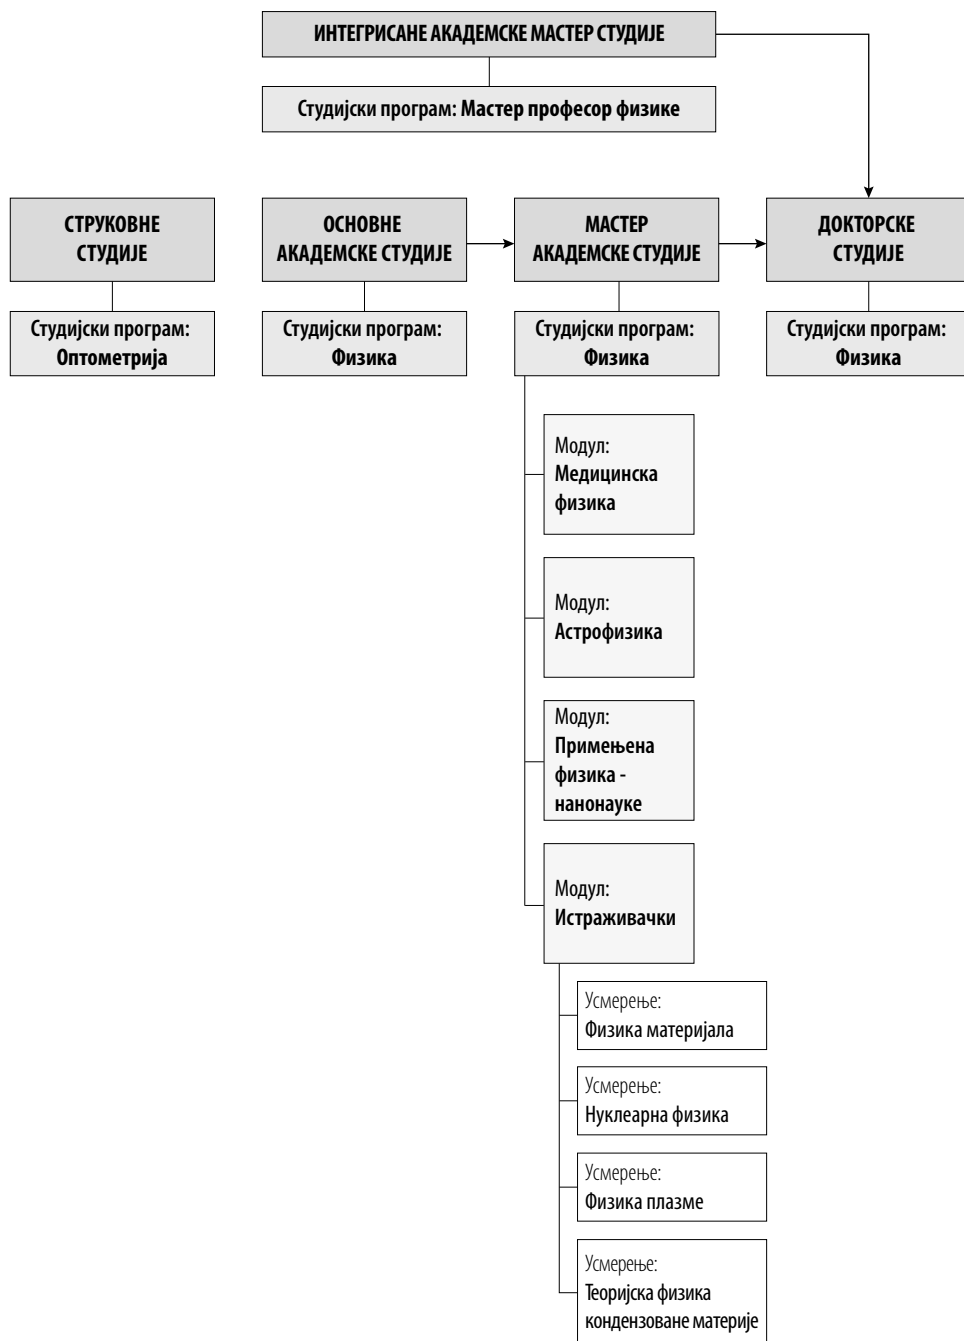 ИНТЕГРИСАНЕ АКАДЕМСКЕ МАСТЕР СТУДИЈЕ
Студијски програм: Мастер професор физике
СТРУКОВНЕ
СТУДИЈЕ
Студијски програм:
Оптометрија
ОСНОВНЕ
АКАДЕМСКЕ СТУДИЈЕ
Студијски програм:
Физика
МАСТЕР
АКАДЕМСКЕ СТУДИЈЕ
Студијски програм:
Физика
ДОКТОРСКЕ
СТУДИЈЕ
Студијски програм:
Физика
Модул:
Медицинска
физика
Модул:
Астрофизика
Модул:
Примењена
физика -
нанонауке
Модул:
Истраживачки
Усмерење:
Физика материјала
Усмерење:
Нуклеарна физика
Усмерење:
Физика плазме
Усмерење:
Теоријска физика
кондензоване материје